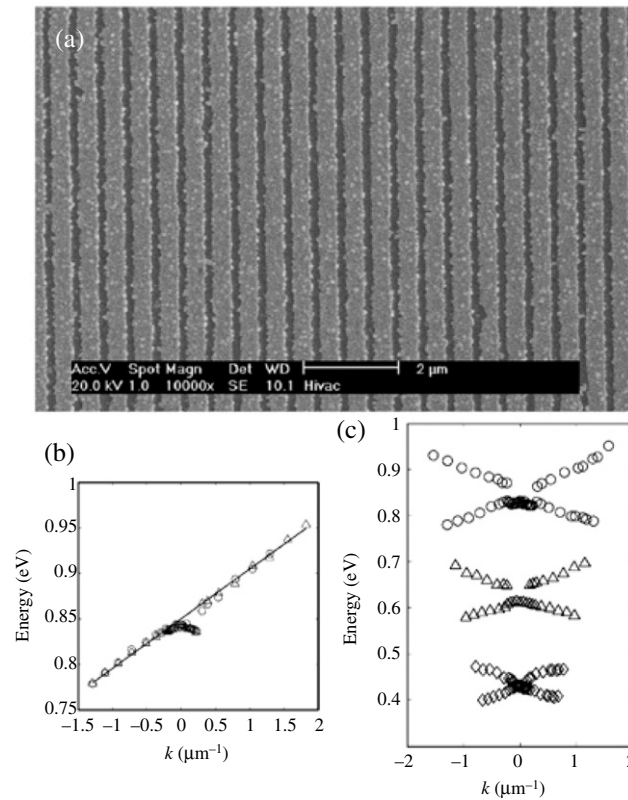 (a)
Acc.V Spot Magn Det WD 2 μm
20.0 kV 1.0 10000x SE 10.1 Hivac
(b)
1
0.95
0.9
0.85
0.8
0.75
Energy (eV)
−1.5 −1 −0.5 0 0.5 1 1.5 2
k (μm⁻¹)
(c)
1
0.9
0.8
0.7
0.6
0.5
0.4
Energy (eV)
−2 −1 0 1 2
k (μm⁻¹)